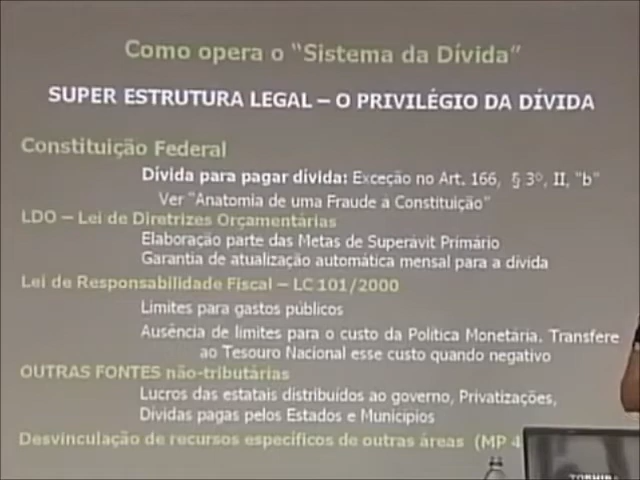 Como opera o "Sistema da Dívida"
SUPER ESTRUTURA LEGAL – O PRIVILÉGIO DA DÍVIDA
Constituição Federal
Dívida para pagar dívida: Exceção no Art. 166, § 3º, II, "b"
Ver "Anatomia de uma Fraude à Constituição"
LDO – Lei de Diretrizes Orçamentárias
Elaboração parte das Metas de Superávit Primário
Garantia de atualização automática mensal para a dívida
Lei de Responsabilidade Fiscal – LC 101/2000
Limites para gastos públicos
Ausência de limites para o custo da Política Monetária. Transfere
ao Tesouro Nacional esse custo quando negativo
OUTRAS FONTES não-tributárias
Lucros das estatais distribuídos ao governo, Privatizações,
Dívidas pagas pelos Estados e Municípios
Desvinculação de recursos específicos de outras áreas (MP 4
TOSHIBA